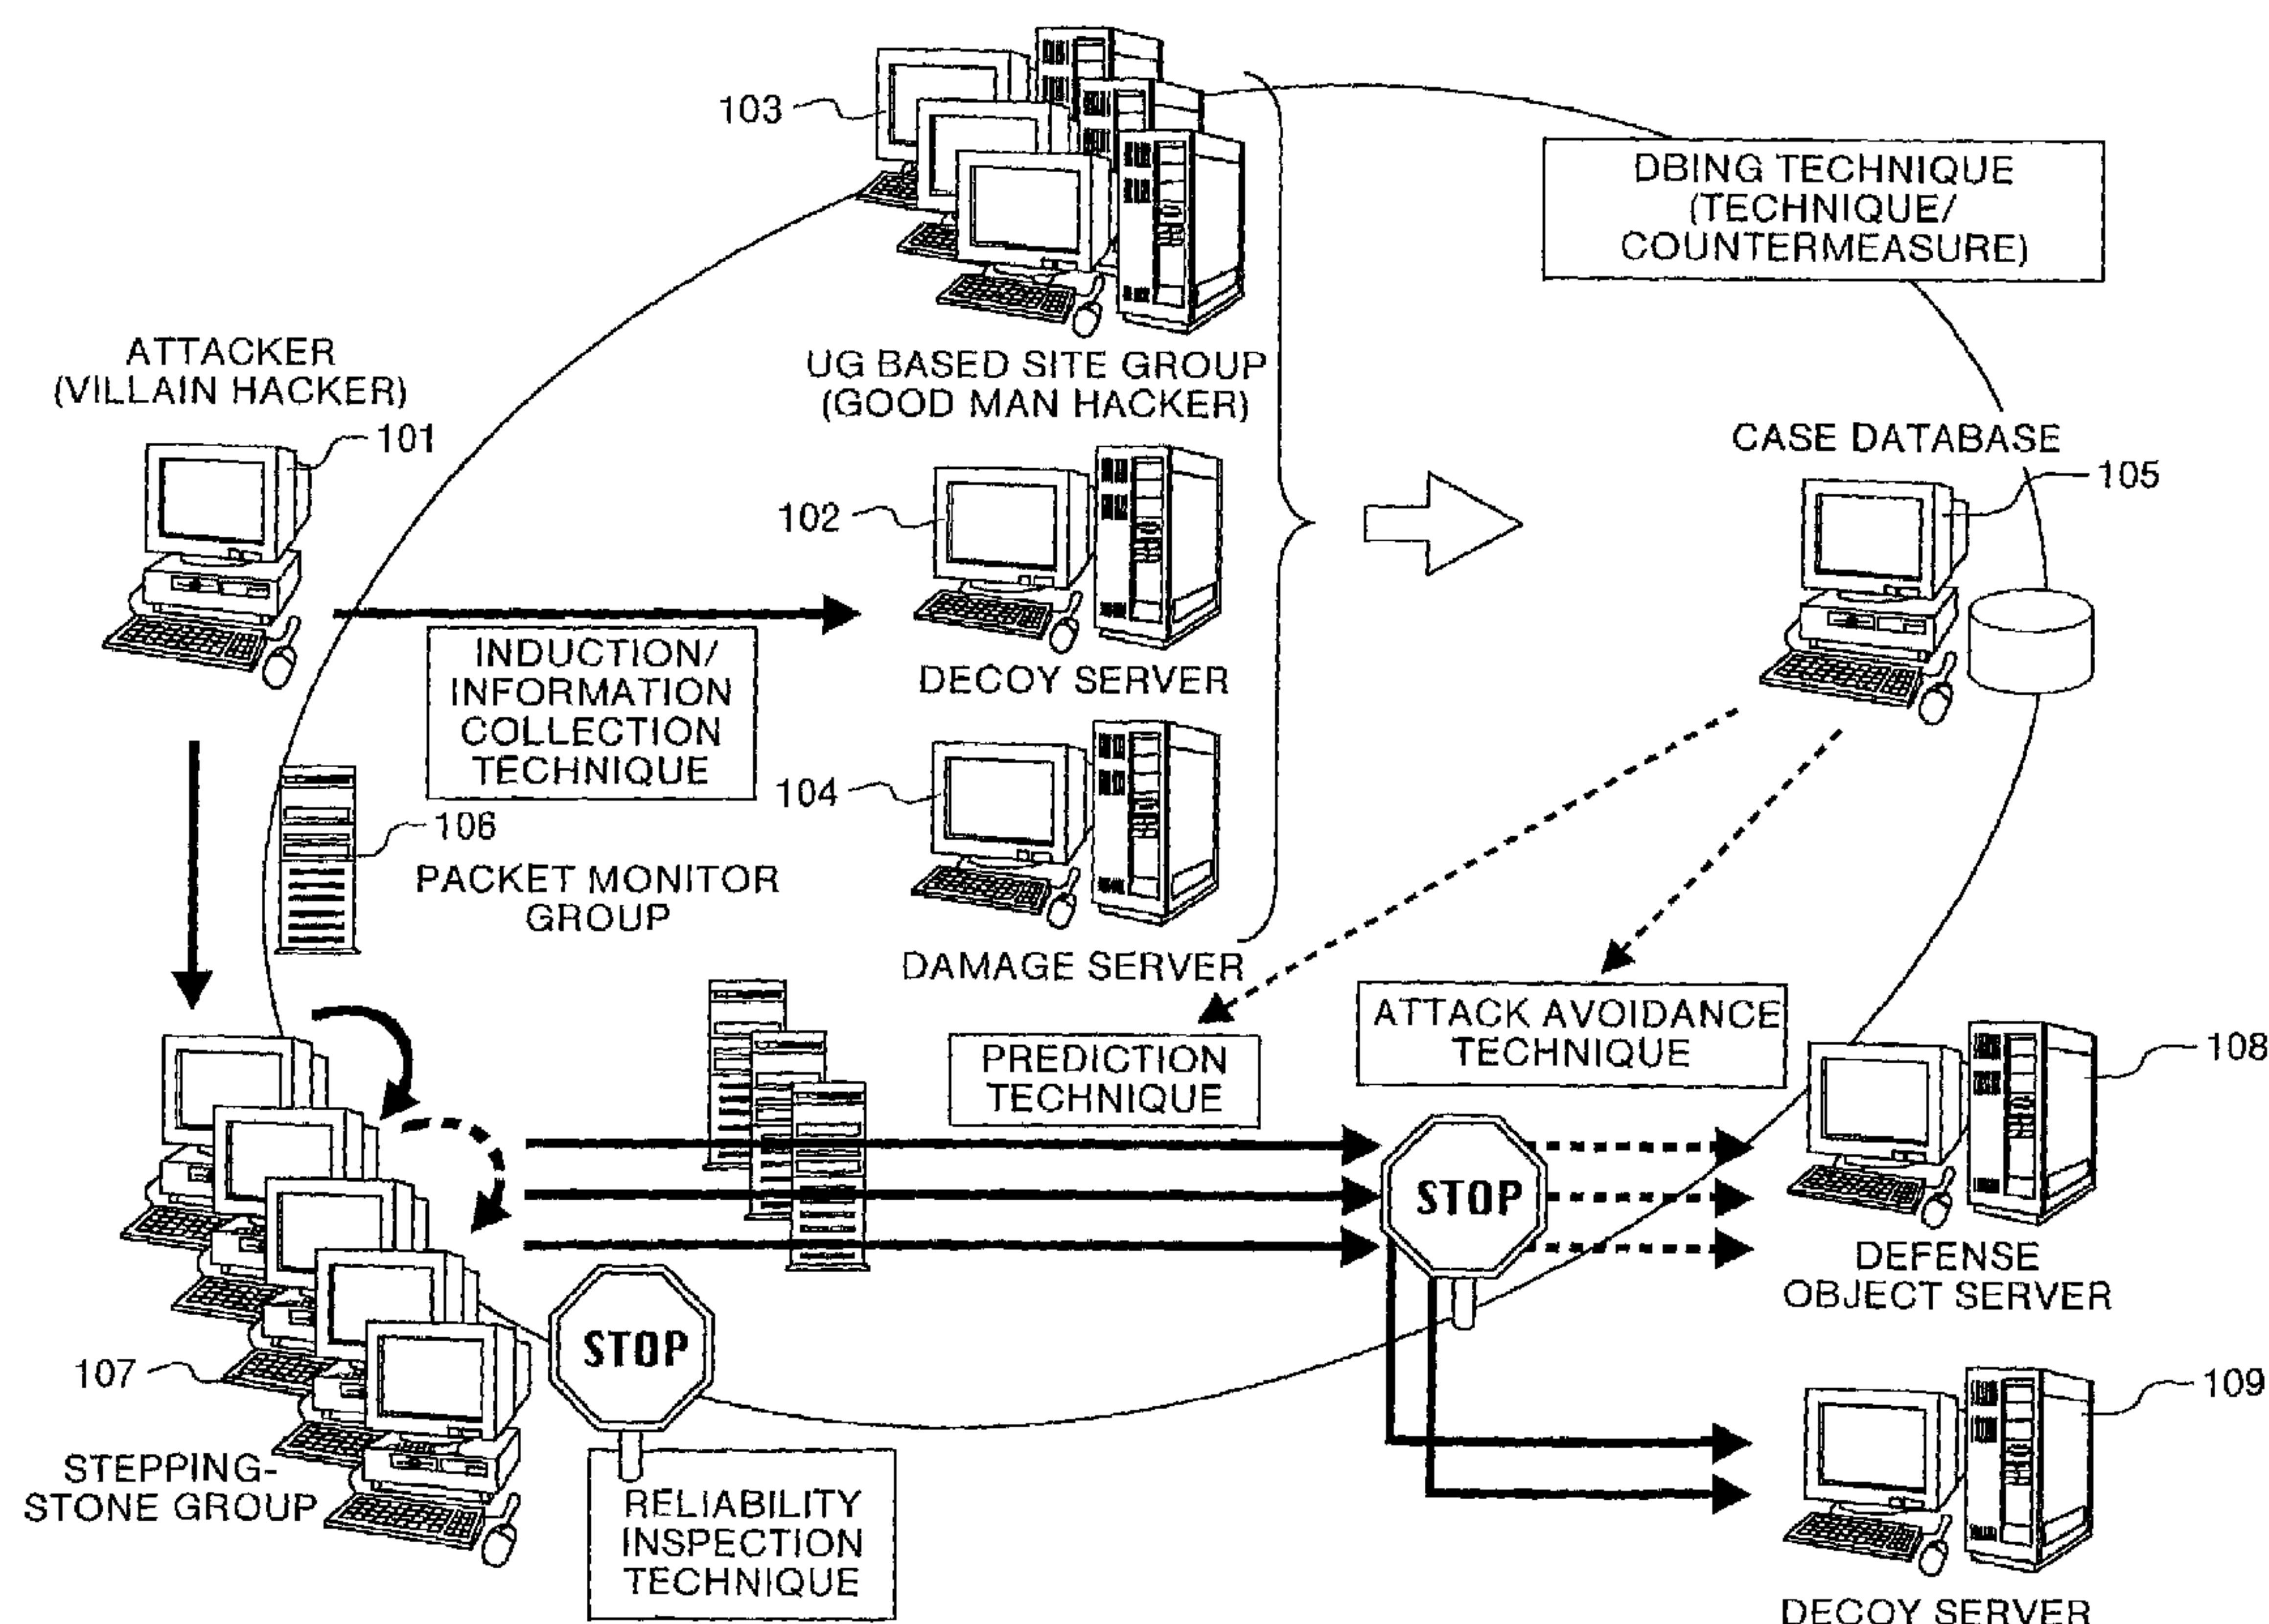 103
DBING TECHNIQUE
(TECHNIQUE/
COUNTERMEASURE)
ATTACKER
(VILLAIN HACKER)
101
UG BASED SITE GROUP
(GOOD MAN HACKER)
CASE DATABASE
105
102
INDUCTION/
INFORMATION
COLLECTION
TECHNIQUE
DECOY SERVER
104
106
PACKET MONITOR
GROUP
DAMAGE SERVER
PREDICTION
TECHNIQUE
ATTACK AVOIDANCE
TECHNIQUE
108
STOP
DEFENSE
OBJECT SERVER
STOP
107
109
STEPPING-
STONE GROUP
RELIABILITY
INSPECTION
TECHNIQUE
DECOY SERVER